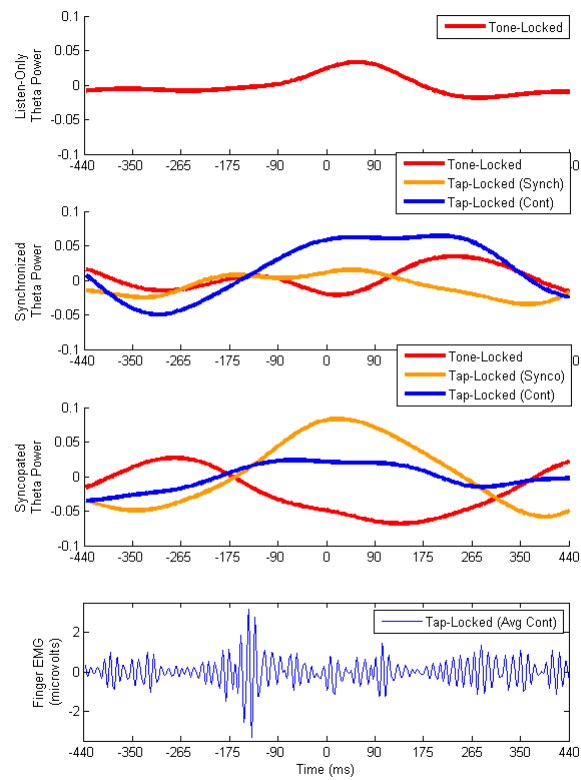 0.1
0.05
0
-0.05
-0.1
Listen-Only
Theta Power
Tone-Locked
-440 -350 -265 -175 -90 0 90 175 265 350 440
Tone-Locked
Tap-Locked (Synch)
Tap-Locked (Cont)
0.1
0.05
0
-0.05
-0.1
Synchronized
Theta Power
-440 -350 -265 -175 -90 0 90 175 265 350 440
Tone-Locked
Tap-Locked (Synco)
Tap-Locked (Cont)
0.1
0.05
0
-0.05
-0.1
Syncopated
Theta Power
-440 -350 -265 -175 -90 0 90 175 265 350 440
Tap-Locked (Avg Cont)
2
0
-2
Finger EMG
(microvolts)
-440 -350 -265 -175 -90 0 90 175 265 350 440
Time (ms)